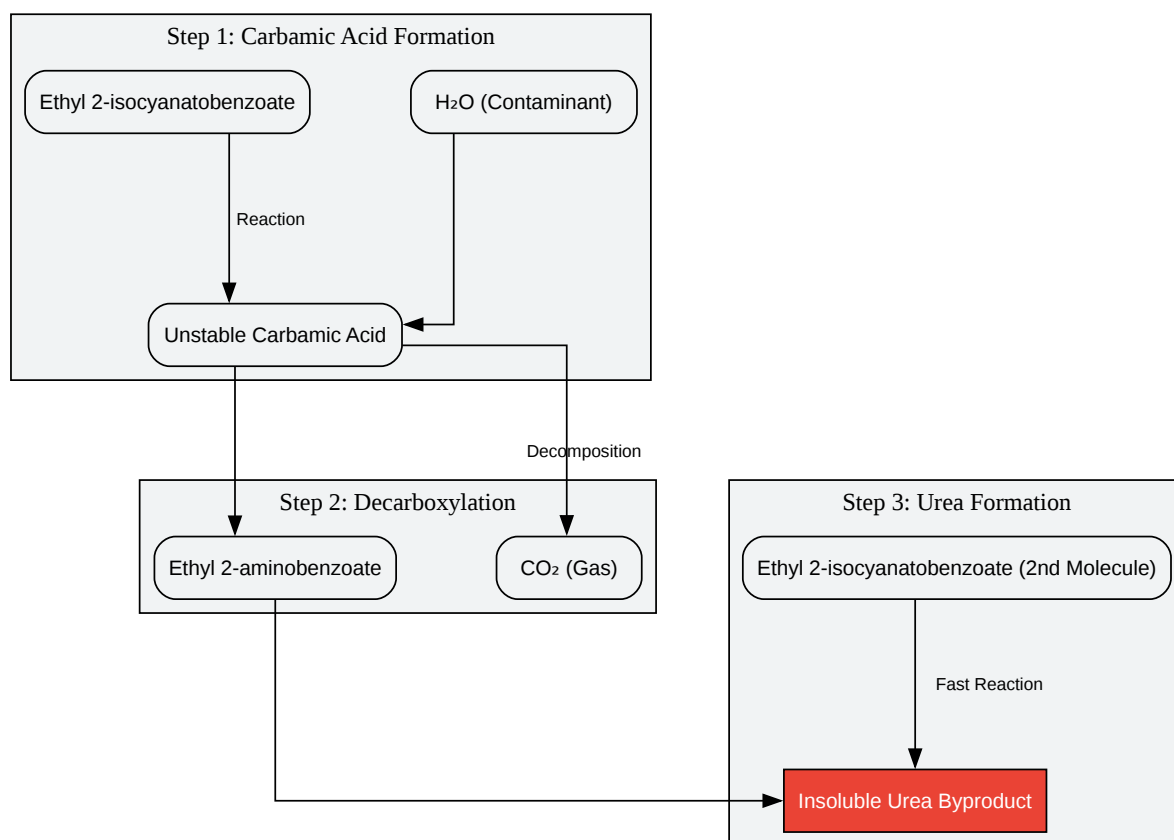 Step 1: Carbamic Acid Formation
Ethyl 2-isocyanatobenzoate
H₂O (Contaminant)
Reaction
Unstable Carbamic Acid
Decomposition
Step 2: Decarboxylation
Ethyl 2-aminobenzoate
CO₂ (Gas)
Step 3: Urea Formation
Ethyl 2-isocyanatobenzoate (2nd Molecule)
Fast Reaction
Insoluble Urea Byproduct